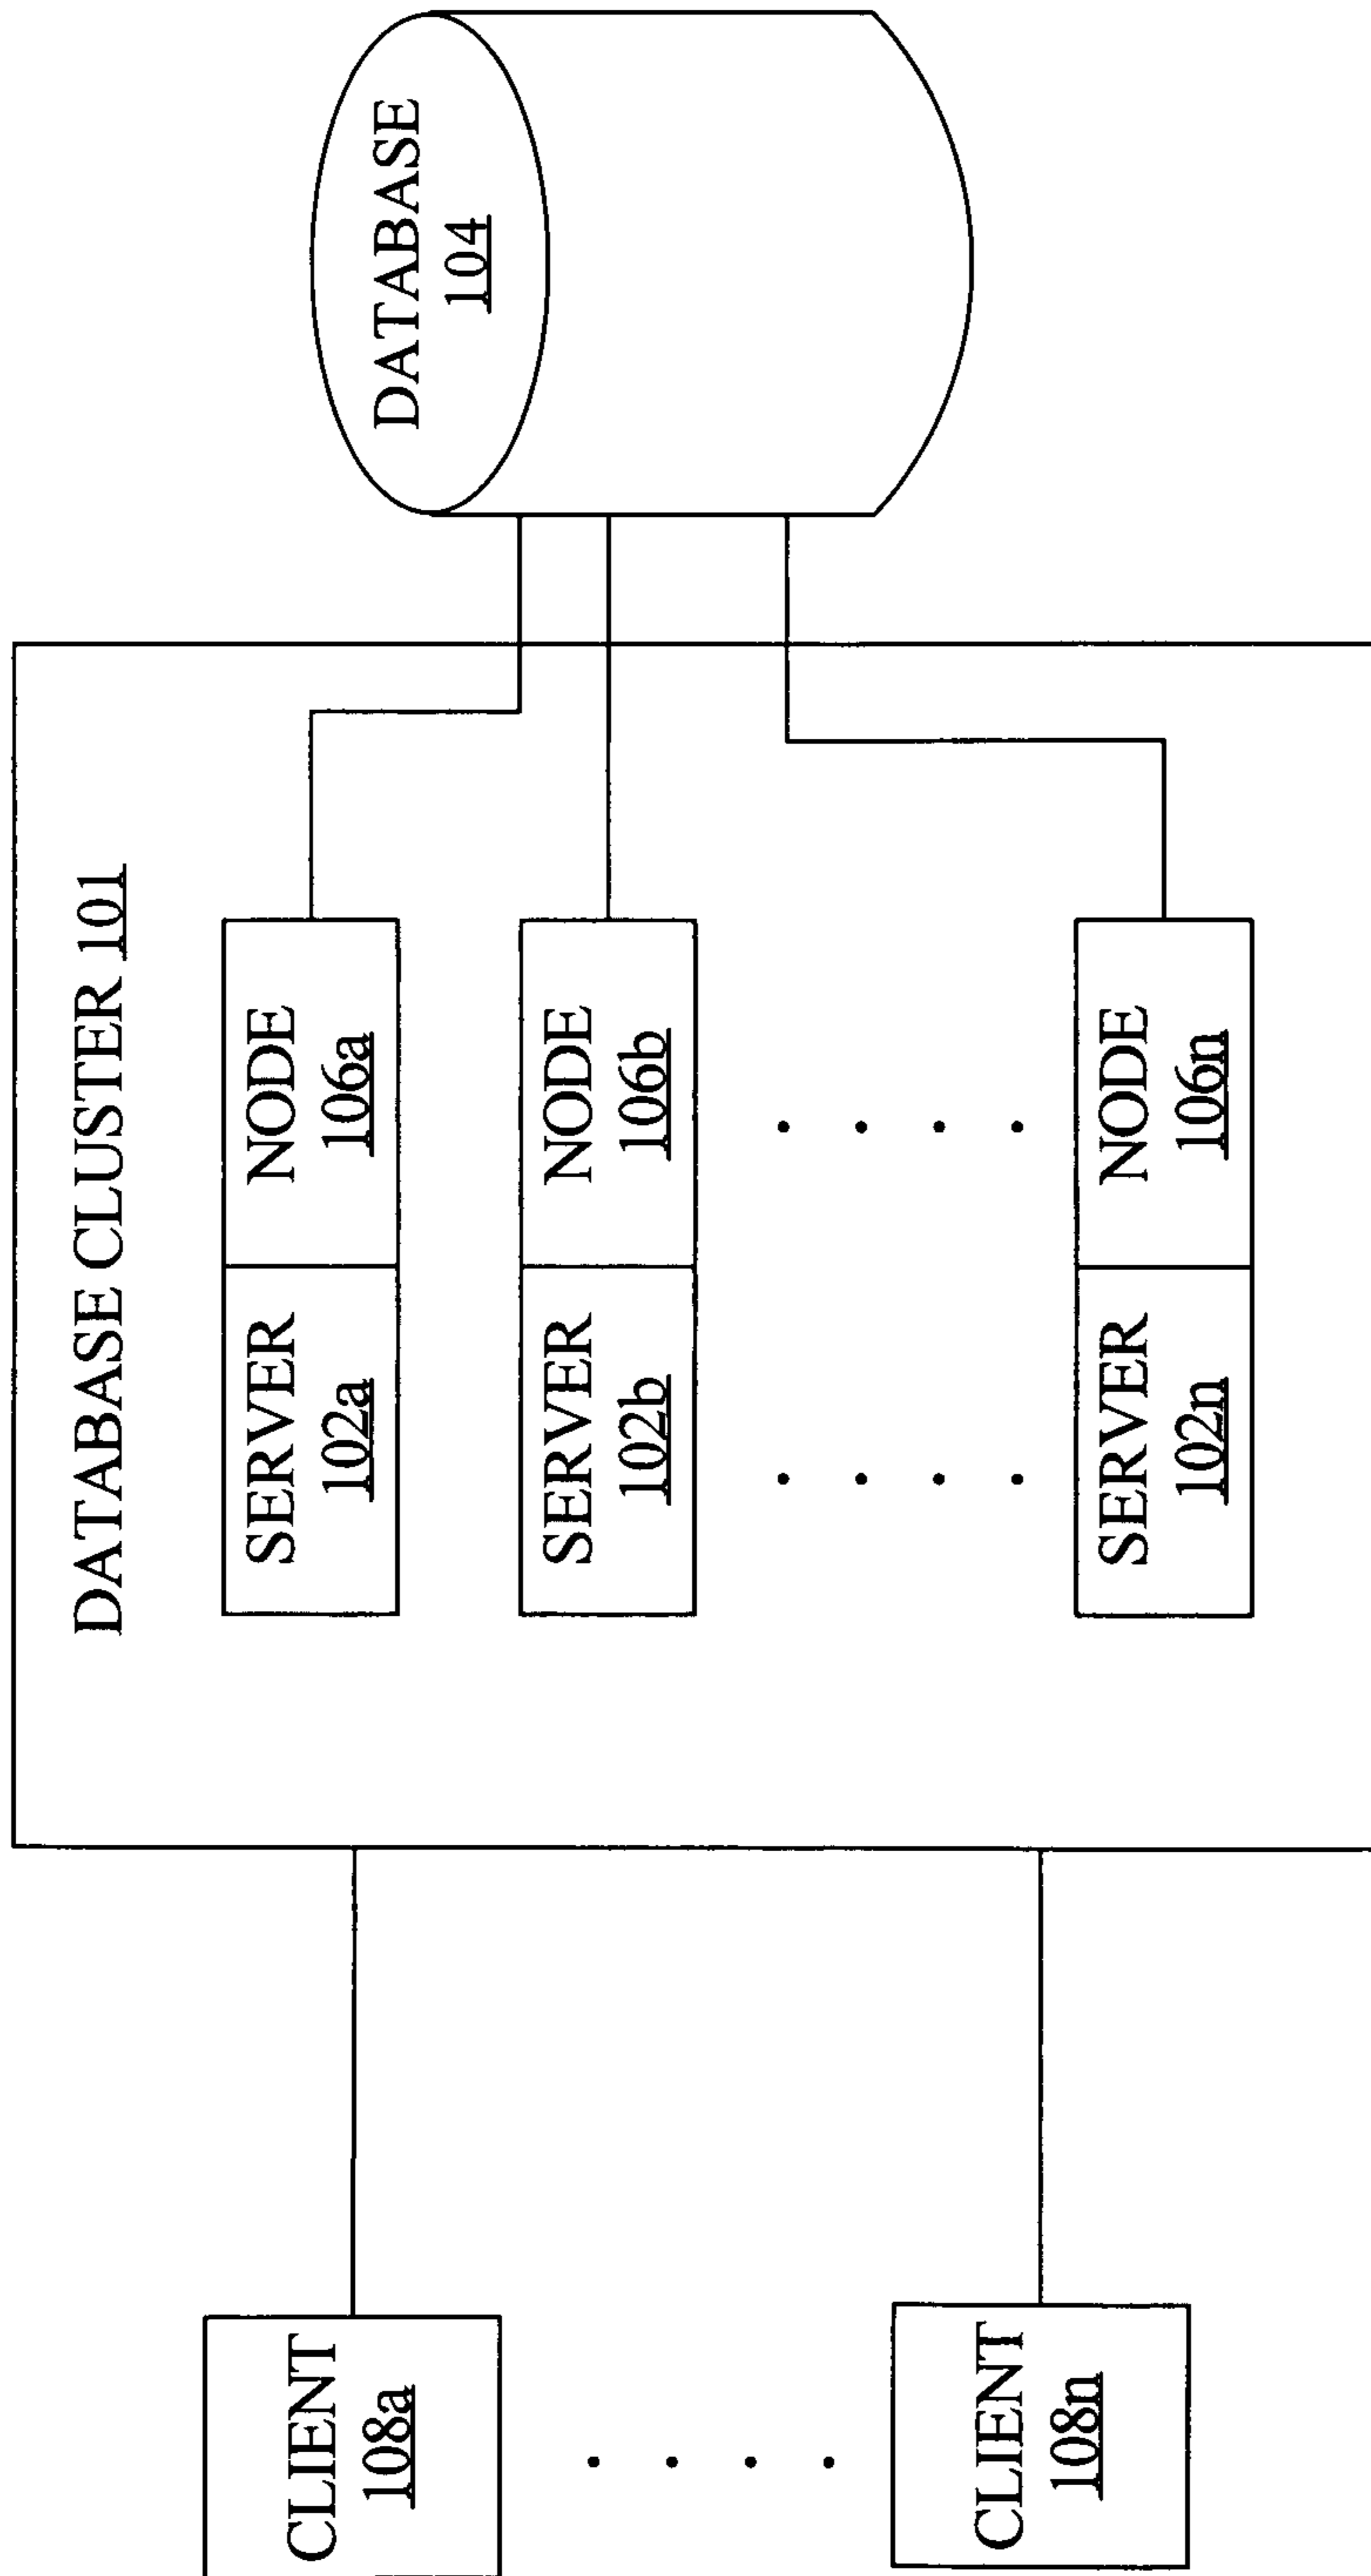 DATABASE CLUSTER 101
SERVER
102a
NODE
106a
SERVER
102b
NODE
106b
SERVER
102n
NODE
106n
DATABASE
104
CLIENT
108a
CLIENT
108n